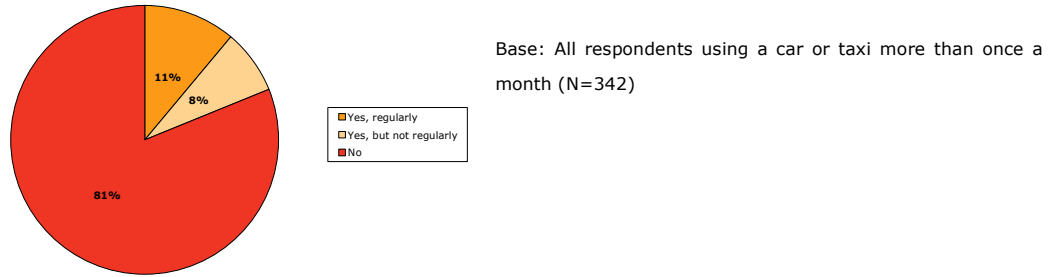 11%
8%
81%
Yes, regularly
Yes, but not regularly
No
Base: All respondents using a car or taxi more than once a
month (N=342)